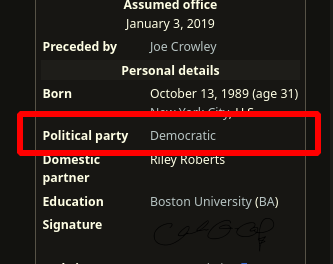 Assumed office
January 3, 2019
Preceded by Joe Crowley
Personal details
Born October 13, 1989 (age 31)
New York City, U.S.
Political party Democratic
Domestic partner Riley Roberts
Education Boston University (BA)
Signature